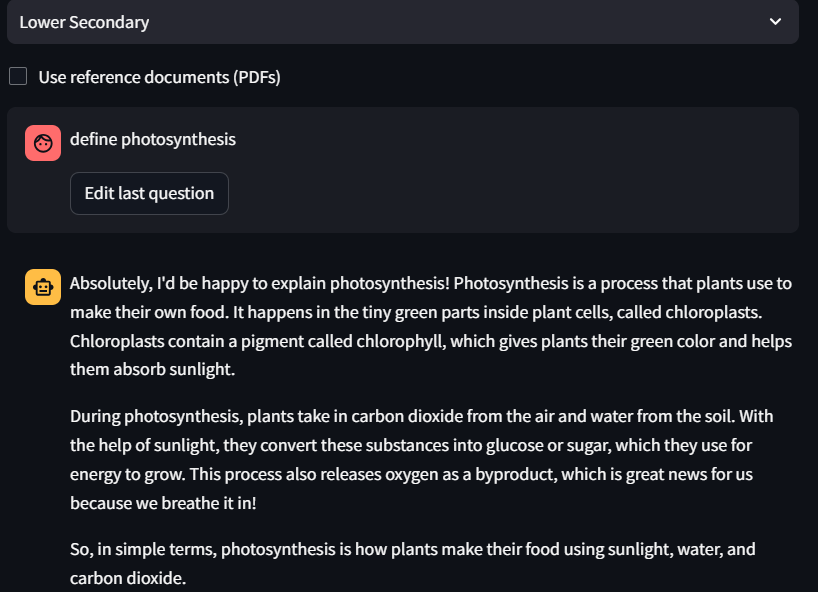 Lower Secondary
Use reference documents (PDFs)
define photosynthesis
Edit last question
Absolutely, I'd be happy to explain photosynthesis! Photosynthesis is a process that plants use to
make their own food. It happens in the tiny green parts inside plant cells, called chloroplasts.
Chloroplasts contain a pigment called chlorophyll, which gives plants their green color and helps
them absorb sunlight.
During photosynthesis, plants take in carbon dioxide from the air and water from the soil. With
the help of sunlight, they convert these substances into glucose or sugar, which they use for
energy to grow. This process also releases oxygen as a byproduct, which is great news for us
because we breathe it in!
So, in simple terms, photosynthesis is how plants make their food using sunlight, water, and
carbon dioxide.